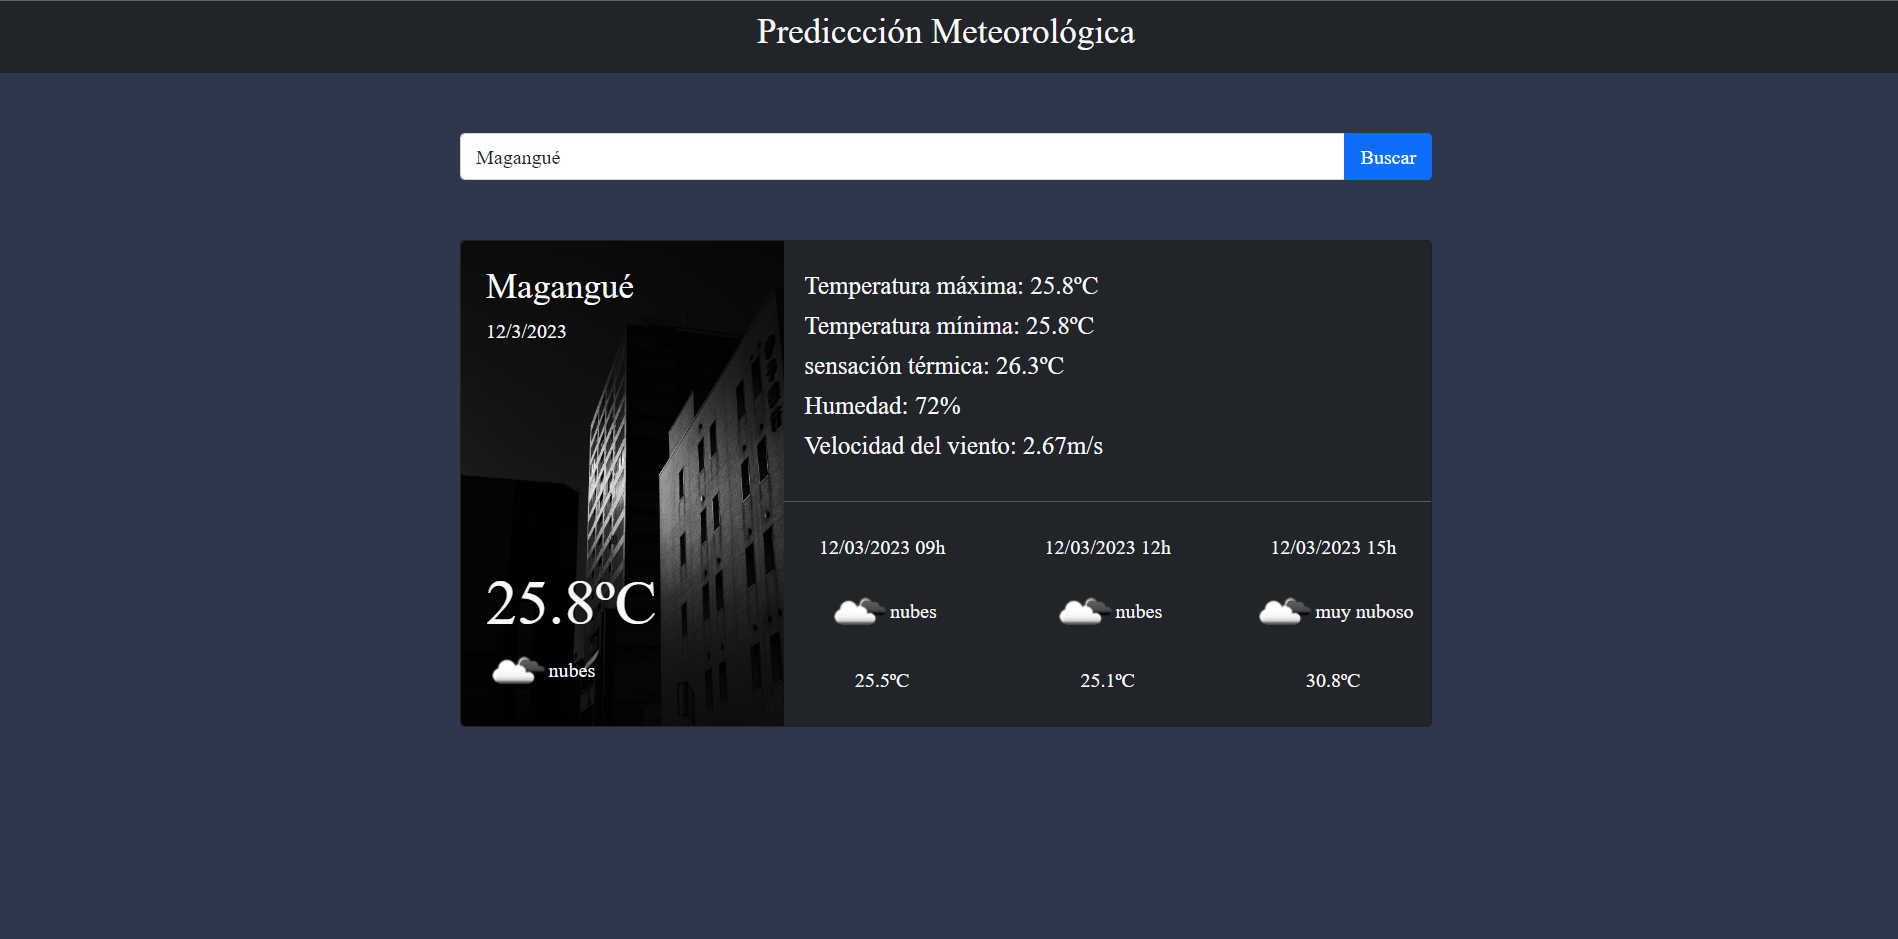 Prediccción Meteorológica
Magangué
Buscar
Magangué
12/3/2023
25.8ºC
nubes
Temperatura máxima: 25.8ºC
Temperatura mínima: 25.8ºC
sensación térmica: 26.3ºC
Humedad: 72%
Velocidad del viento: 2.67m/s
12/03/2023 09h
nubes
25.5ºC
12/03/2023 12h
nubes
25.1ºC
12/03/2023 15h
muy nuboso
30.8ºC